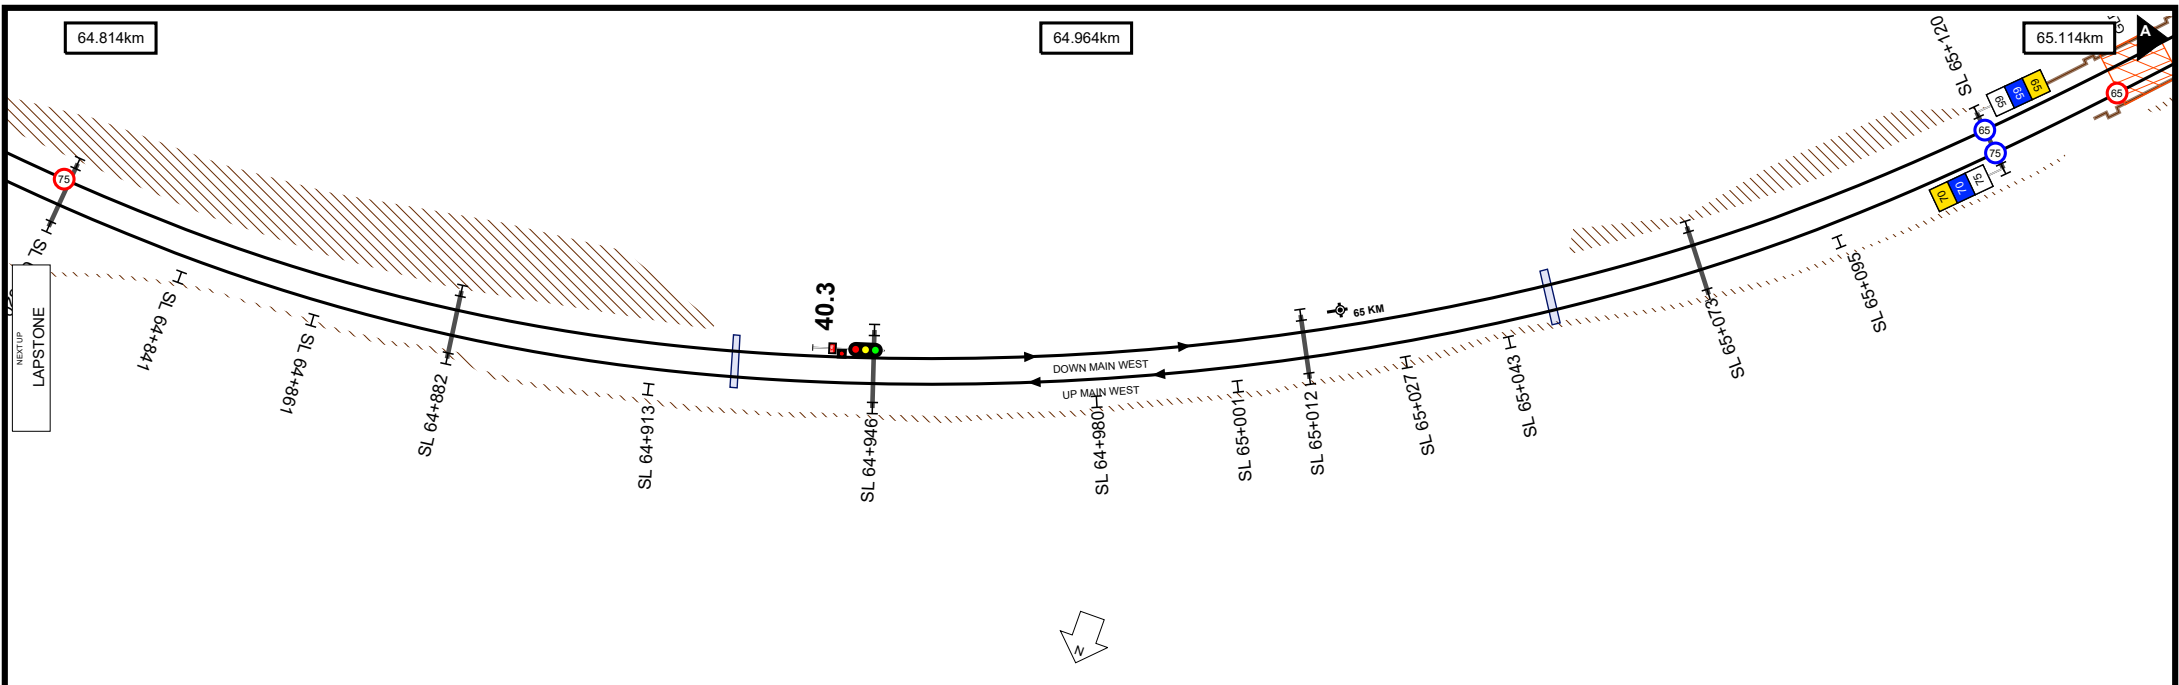 64.814km
64.964km
65.114km
A
SL 65+120
65
65
65
65
65
75
75
70
70
75
SL
NEXT UP
LAPSTONE
SL 64+841
SL 64+861
SL 64+882
SL 64+913
40.3
SL 64+946
DOWN MAIN WEST
UP MAIN WEST
SL 64+980
65 KM
SL 65+001
SL 65+012
SL 65+027
SL 65+043
SL 65+073
SL 65+095
N